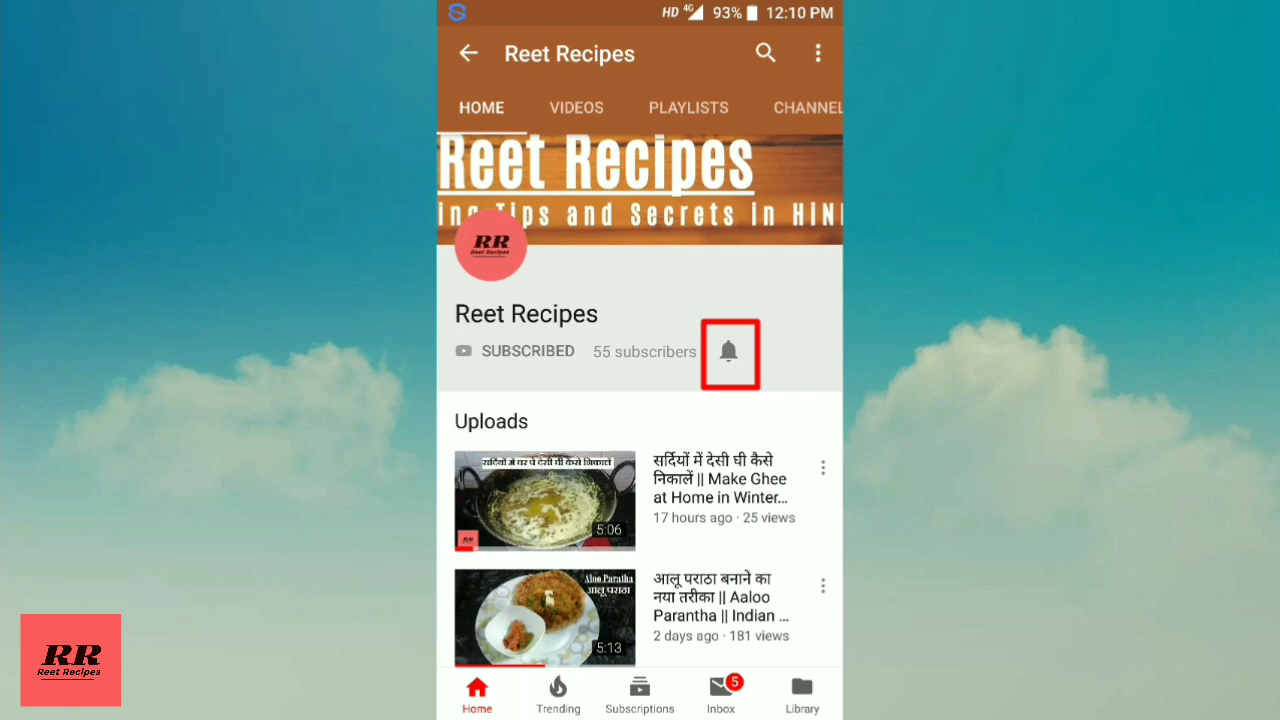 HD 4G 93% 12:10 PM
Reet Recipes
HOME VIDEOS PLAYLISTS CHANNEL
Reet Recipes
ing Tips and Secrets in HiN
RR
Reet Recipes
Reet Recipes
SUBSCRIBED 55 subscribers
Uploads
सर्दियों में घर पे देसी घी कैसे निकालें
5:06
RR
सर्दियों में देसी घी कैसे
निकालें || Make Ghee
at Home in Winter...
17 hours ago · 25 views
Aloo Paratha
आलू पराठा
5:13
आलू पराठा बनाने का
नया तरीका || Aaloo
Parantha || Indian ...
2 days ago · 181 views
Home Trending Subscriptions Inbox 5 Library
RR
Reet Recipes